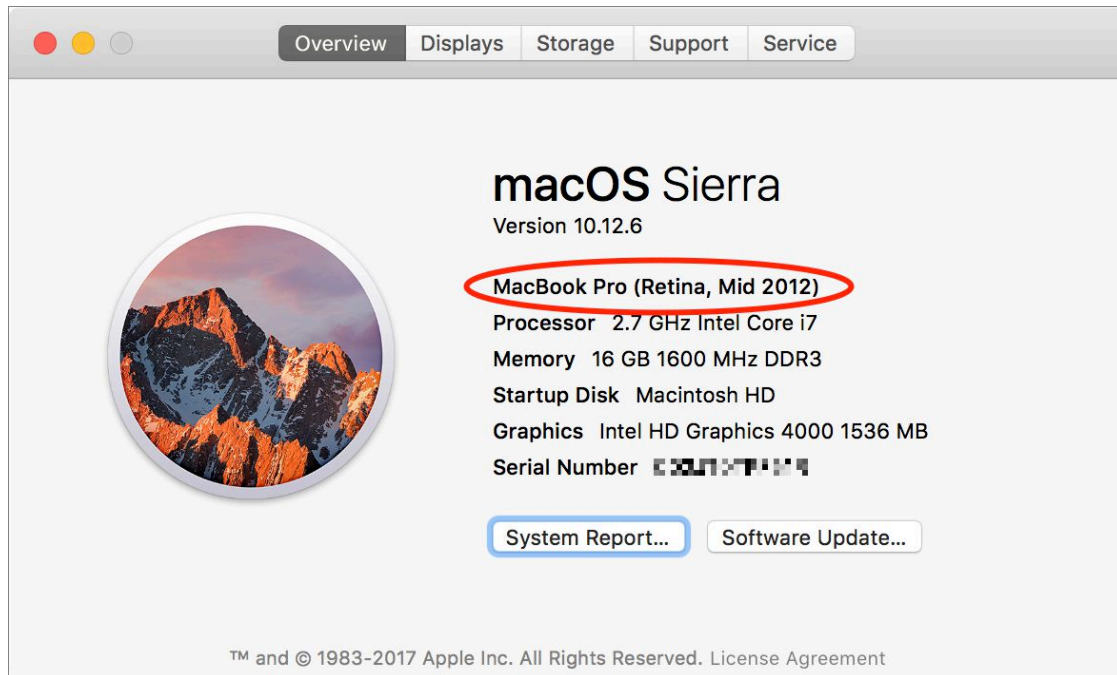 Overview Displays Storage Support Service
macOS Sierra
Version 10.12.6
MacBook Pro (Retina, Mid 2012)
Processor 2.7 GHz Intel Core i7
Memory 16 GB 1600 MHz DDR3
Startup Disk Macintosh HD
Graphics Intel HD Graphics 4000 1536 MB
Serial Number
System Report... Software Update...
™ and © 1983-2017 Apple Inc. All Rights Reserved. License Agreement